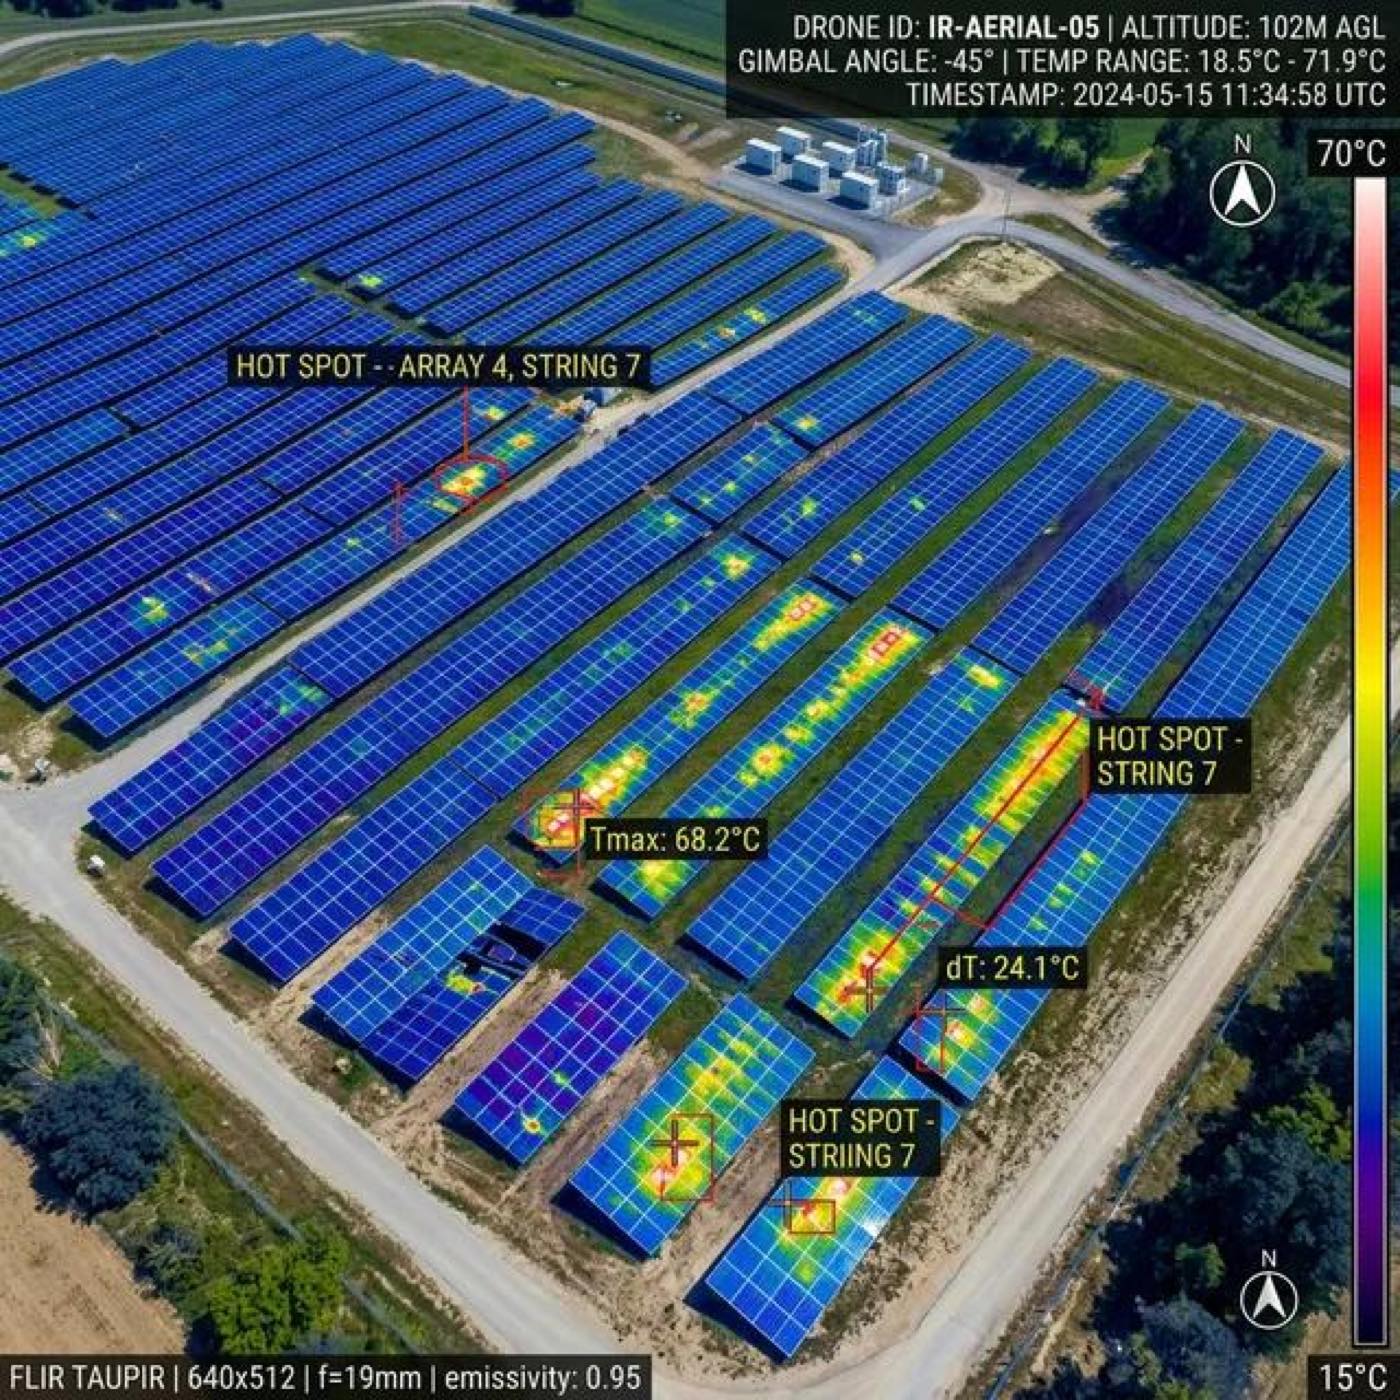 DRONE ID: IR-AERIAL-05 | ALTITUDE: 102M AGL
GIMBAL ANGLE: -45° | TEMP RANGE: 18.5°C - 71.9°C
TIMESTAMP: 2024-05-15 11:34:58 UTC
N
70°C
HOT SPOT - - ARRAY 4, STRING 7
HOT SPOT -
STRING 7
Tmax: 68.2°C
dT: 24.1°C
HOT SPOT -
STRIING 7
N
FLIR TAUPIR | 640x512 | f=19mm | emissivity: 0.95
15°C